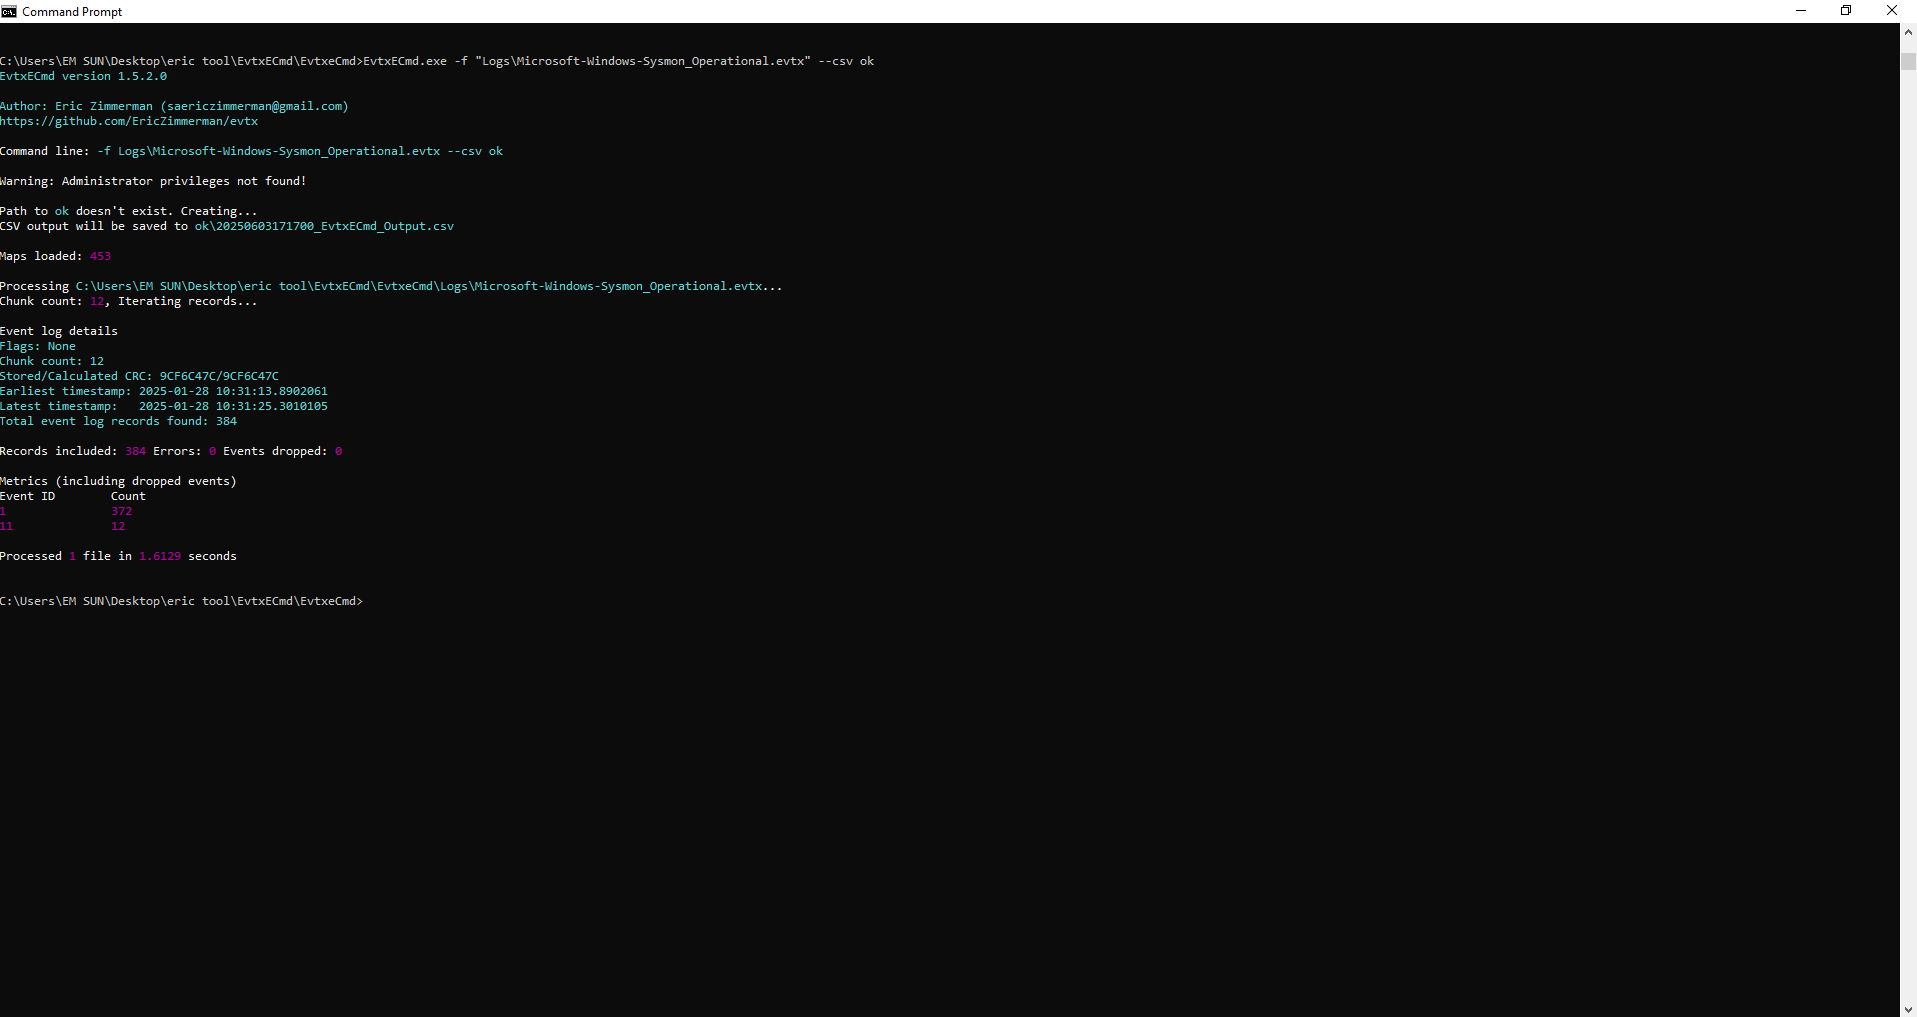 Command Prompt
C:\Users\EM SUN\Desktop\eric tool\EvtxECmd\EvtxeCmd>EvtxECmd.exe -f "Logs\Microsoft-Windows-Sysmon_Operational.evtx" --csv ok
EvtxECmd version 1.5.2.0
Author: Eric Zimmerman (saericzimmerman@gmail.com)
https://github.com/EricZimmerman/evtx
Command line: -f Logs\Microsoft-Windows-Sysmon_Operational.evtx --csv ok
Warning: Administrator privileges not found!
Path to ok doesn't exist. Creating...
CSV output will be saved to ok\20250603171700_EvtxECmd_Output.csv
Maps loaded: 453
Processing C:\Users\EM SUN\Desktop\eric tool\EvtxECmd\EvtxeCmd\Logs\Microsoft-Windows-Sysmon_Operational.evtx...
Chunk count: 12, Iterating records...
Event log details
Flags: None
Chunk count: 12
Stored/Calculated CRC: 9CF6C47C/9CF6C47C
Earliest timestamp: 2025-01-28 10:31:13.8902061
Latest timestamp:   2025-01-28 10:31:25.3010105
Total event log records found: 384
Records included: 384 Errors: 0 Events dropped: 0
Metrics (including dropped events)
Event ID        Count
1               372
11              12
Processed 1 file in 1.6129 seconds
C:\Users\EM SUN\Desktop\eric tool\EvtxECmd\EvtxeCmd>